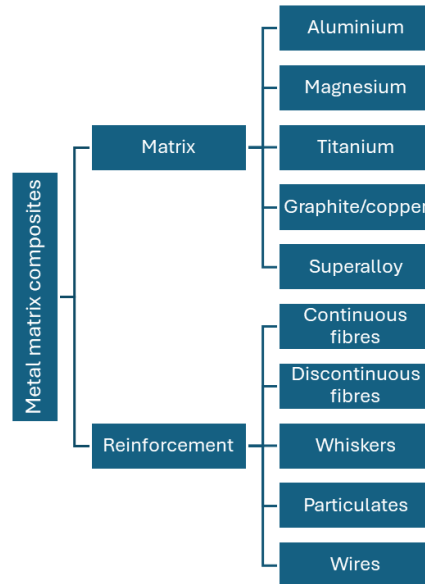 Metal matrix composites
Matrix
Aluminium
Magnesium
Titanium
Graphite/copper
Superalloy
Reinforcement
Continuous
fibres
Discontinuous
fibres
Whiskers
Particulates
Wires